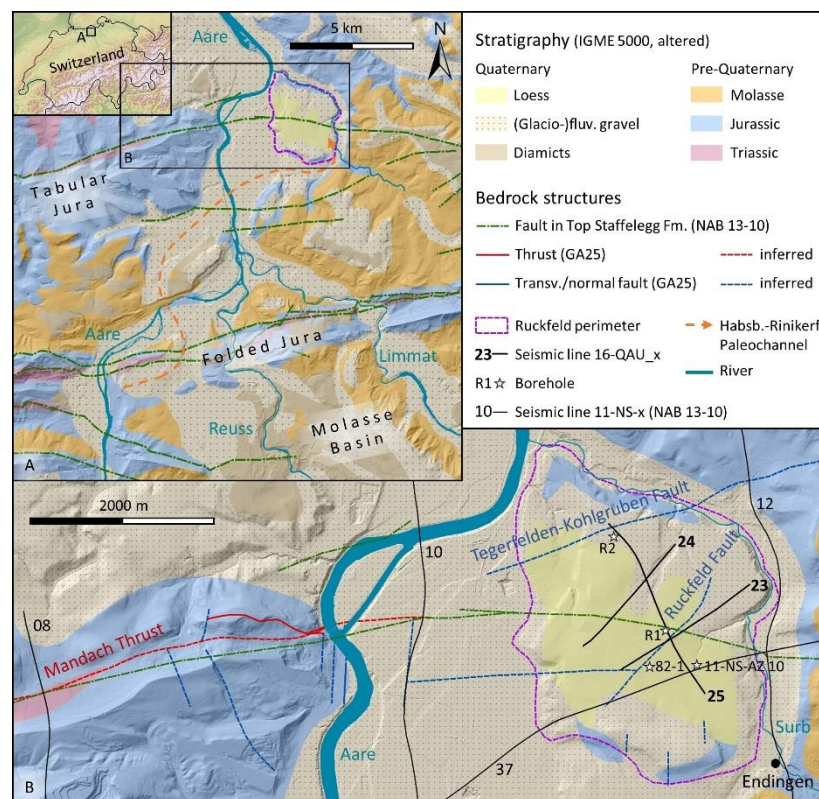 Aare
A
Switzerland
5 km
N
B
Tabular
Jura
Aare
Folded Jura
Limmat
Reuss
Molasse
Basin
A
Stratigraphy (IGME 5000, altered)
Quaternary
Pre-Quaternary
Loess
Molasse
(Glacio-)fluv. gravel
Jurassic
Diamicts
Triassic
Bedrock structures
Fault in Top Staffelegg Fm. (NAB 13-10)
Thrust (GA25)
inferred
Transv./normal fault (GA25)
inferred
Ruckfeld perimeter
Habsb.-Rinikerf
Paleochannel
23 Seismic line 16-QAU_x
R1 Borehole
River
10 Seismic line 11-NS-x (NAB 13-10)
2000 m
10
12
Tegerfelden-Kohlgruben Fault
R2
24
Ruckfeld Fault
23
08
Mandach Thrust
R1
82-1
11-NS-AZ 10
25
Surb
Aare
37
Endingen
B